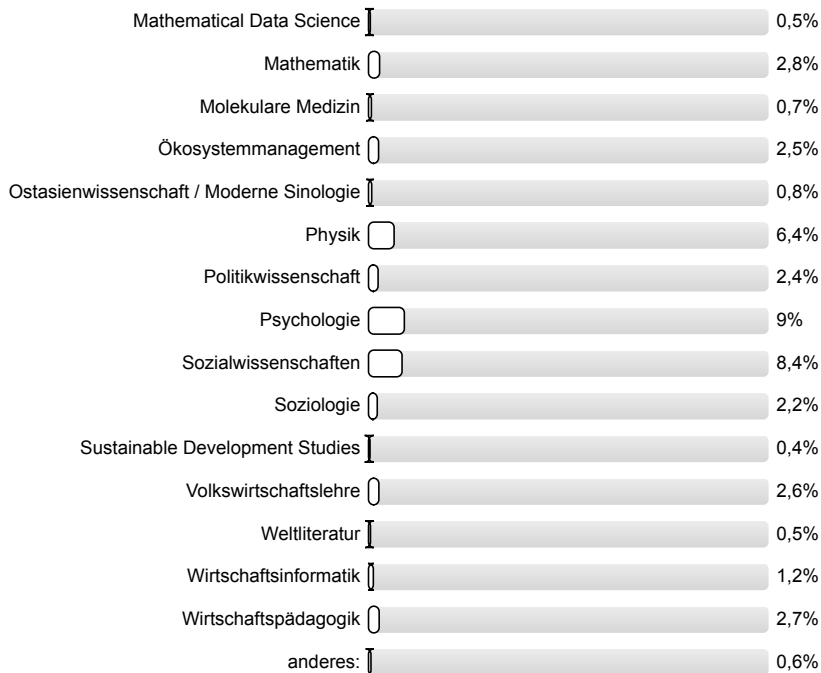 Mathematical Data Science 0,5%
Mathematik 2,8%
Molekulare Medizin 0,7%
Ökosystemmanagement 2,5%
Ostasienwissenschaft / Moderne Sinologie 0,8%
Physik 6,4%
Politikwissenschaft 2,4%
Psychologie 9%
Sozialwissenschaften 8,4%
Soziologie 2,2%
Sustainable Development Studies 0,4%
Volkswirtschaftslehre 2,6%
Weltliteratur 0,5%
Wirtschaftsinformatik 1,2%
Wirtschaftspädagogik 2,7%
anderes: 0,6%